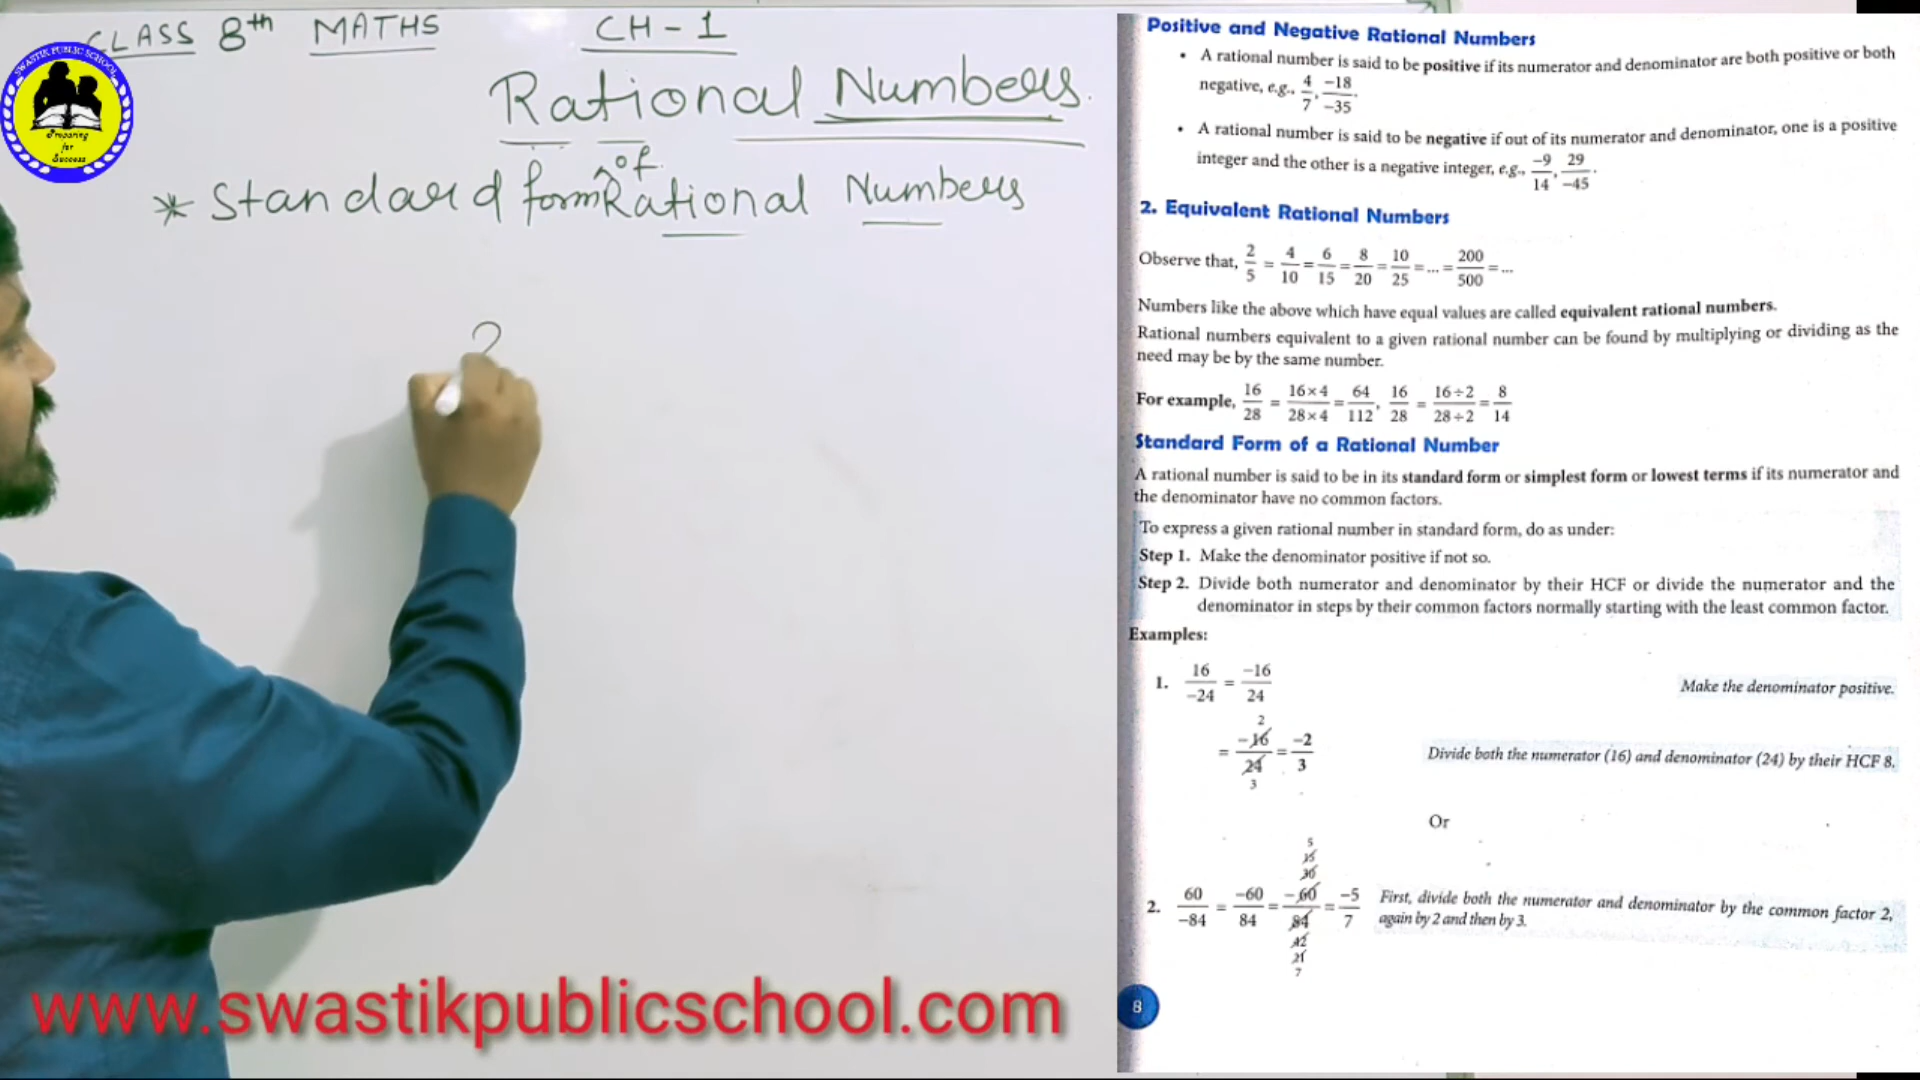 CLASS 8th MATHS CH-1
Rational Numbers.
* Standard form of Rational Numbers
2
SWASTIK PUBLIC SCHOOL
Preparing
for
Success
www.swastikpublicschool.com
Positive and Negative Rational Numbers
• A rational number is said to be positive if its numerator and denominator are both positive or both
negative, e.g., 4/7, -18/-35.
• A rational number is said to be negative if out of its numerator and denominator, one is a positive
integer and the other is a negative integer, e.g., -9/14, 29/-45.
2. Equivalent Rational Numbers
Observe that, 2/5 = 4/10 = 6/15 = 8/20 = 10/25 = ... = 200/500 = ...
Numbers like the above which have equal values are called equivalent rational numbers.
Rational numbers equivalent to a given rational number can be found by multiplying or dividing as the
need may be by the same number.
For example, 16/28 = 16×4/28×4 = 64/112, 16/28 = 16÷2/28÷2 = 8/14
Standard Form of a Rational Number
A rational number is said to be in its standard form or simplest form or lowest terms if its numerator and
the denominator have no common factors.
To express a given rational number in standard form, do as under:
Step 1. Make the denominator positive if not so.
Step 2. Divide both numerator and denominator by their HCF or divide the numerator and the
denominator in steps by their common factors normally starting with the least common factor.
Examples:
1. 16/-24 = -16/24 Make the denominator positive.
2
= -16/24 = -2/3 Divide both the numerator (16) and denominator (24) by their HCF 8.
3
Or
5
15
30
2. 60/-84 = -60/84 = -60/84 = -5/7 First, divide both the numerator and denominator by the common factor 2,
again by 2 and then by 3.
42
21
7
8